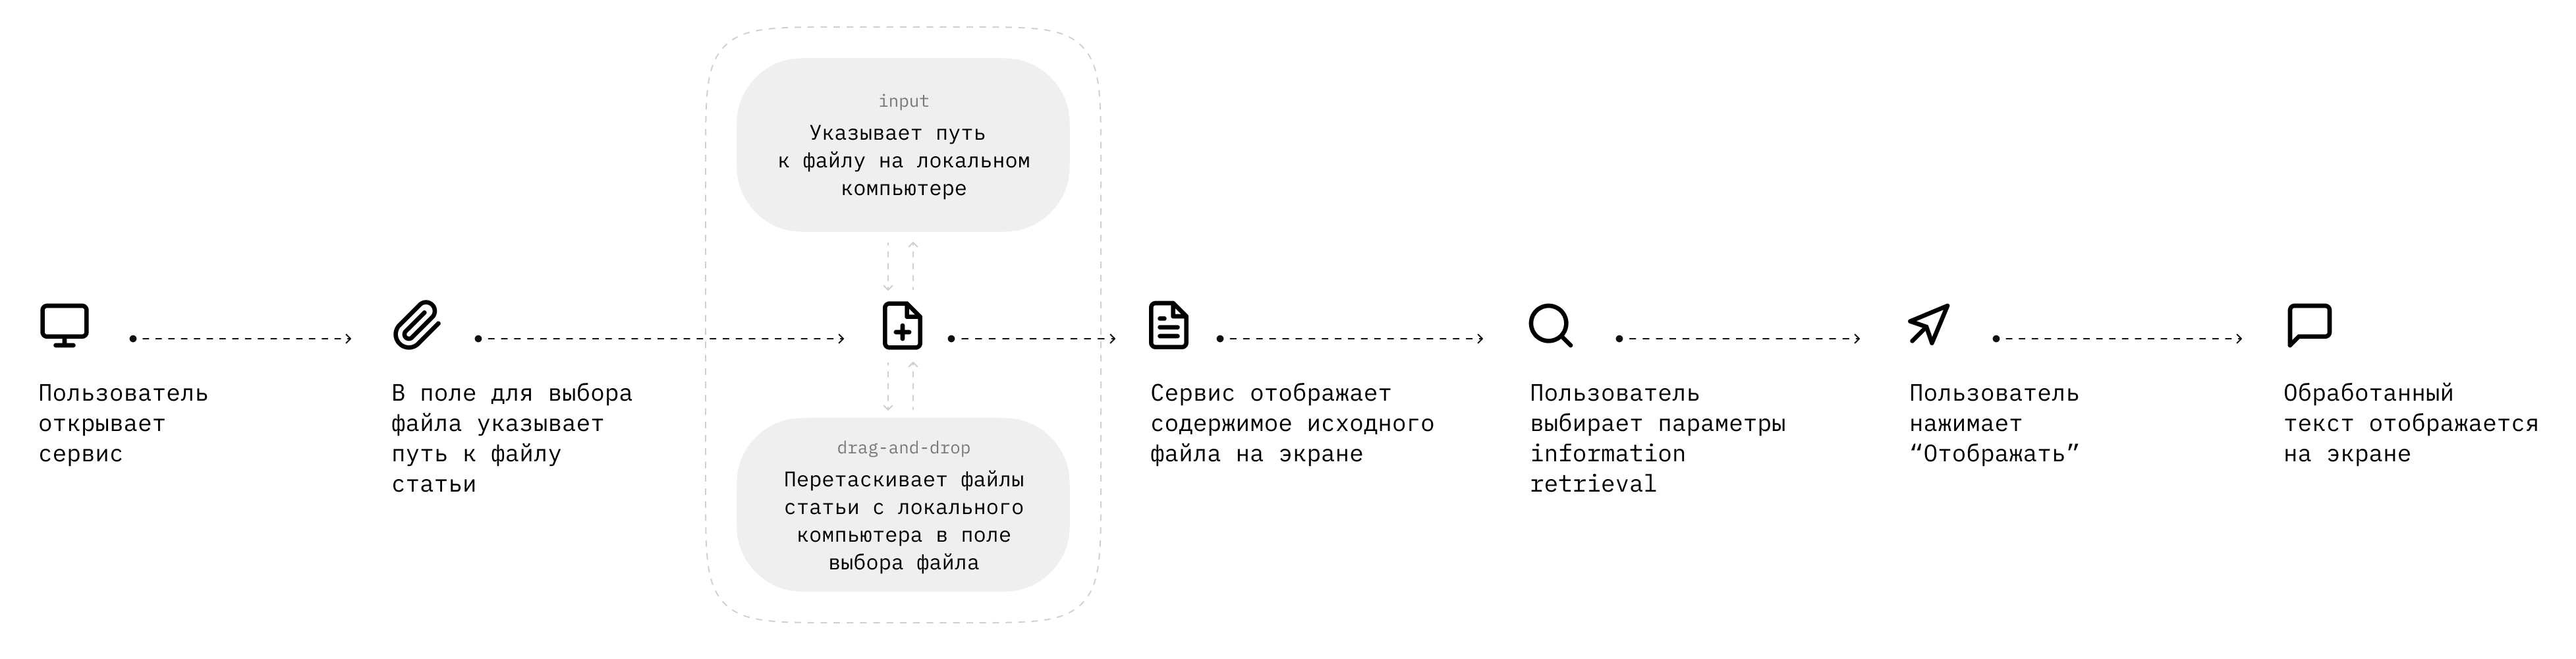 Пользователь
открывает
сервис
В поле для выбора
файла указывает
путь к файлу
статьи
input
Указывает путь
к файлу на локальном
компьютере
drag-and-drop
Перетаскивает файлы
статьи с локального
компьютера в поле
выбора файла
Сервис отображает
содержимое исходного
файла на экране
Пользователь
выбирает параметры
information
retrieval
Пользователь
нажимает
“Отображать”
Обработанный
текст отображается
на экране